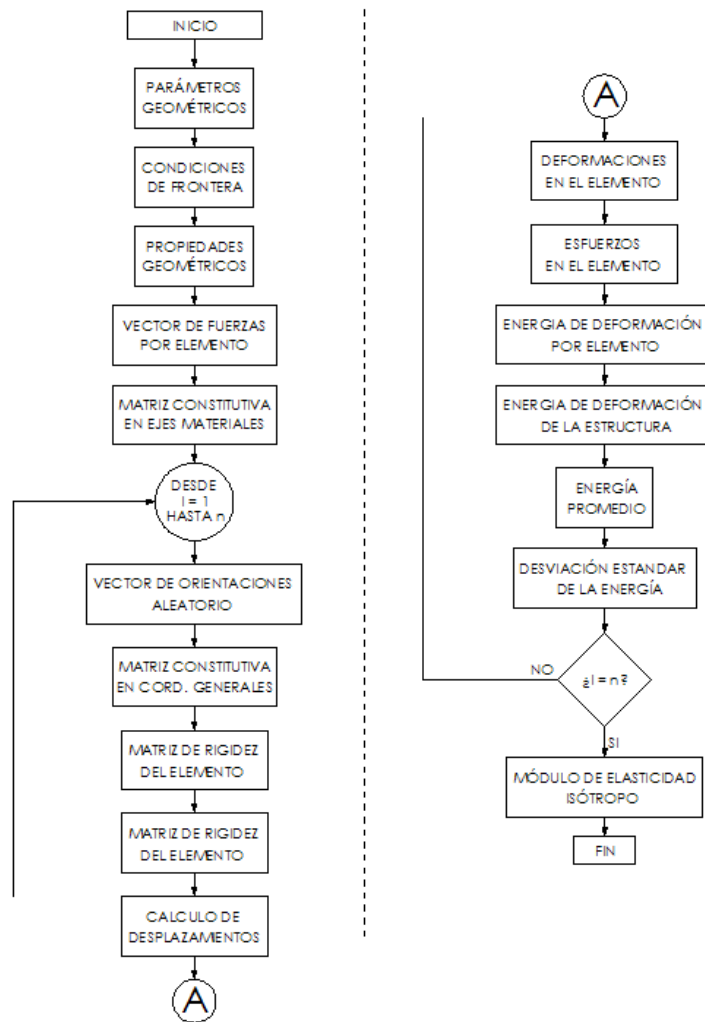 INICIO
PARÁMETROS
GEOMÉTRICOS
CONDICIONES
DE FRONTERA
PROPIEDADES
GEOMÉTRICOS
VECTOR DE FUERZAS
POR ELEMENTO
MATRIZ CONSTITUTIVA
EN EJES MATERIALES
DESDE
I = 1
HASTA n
VECTOR DE ORIENTACIONES
ALEATORIO
MATRIZ CONSTITUTIVA
EN CORD. GENERALES
MATRIZ DE RIGIDEZ
DEL ELEMENTO
MATRIZ DE RIGIDEZ
DEL ELEMENTO
CALCULO DE
DESPLAZAMIENTOS
A
A
DEFORMACIONES
EN EL ELEMENTO
ESFUERZOS
EN EL ELEMENTO
ENERGIA DE DEFORMACIÓN
POR ELEMENTO
ENERGIA DE DEFORMACIÓN
DE LA ESTRUCTURA
ENERGÍA
PROMEDIO
DESVIACIÓN ESTANDAR
DE LA ENERGÍA
NO
¿I = n?
SI
MÓDULO DE ELASTICIDAD
ISÓTROPO
FIN